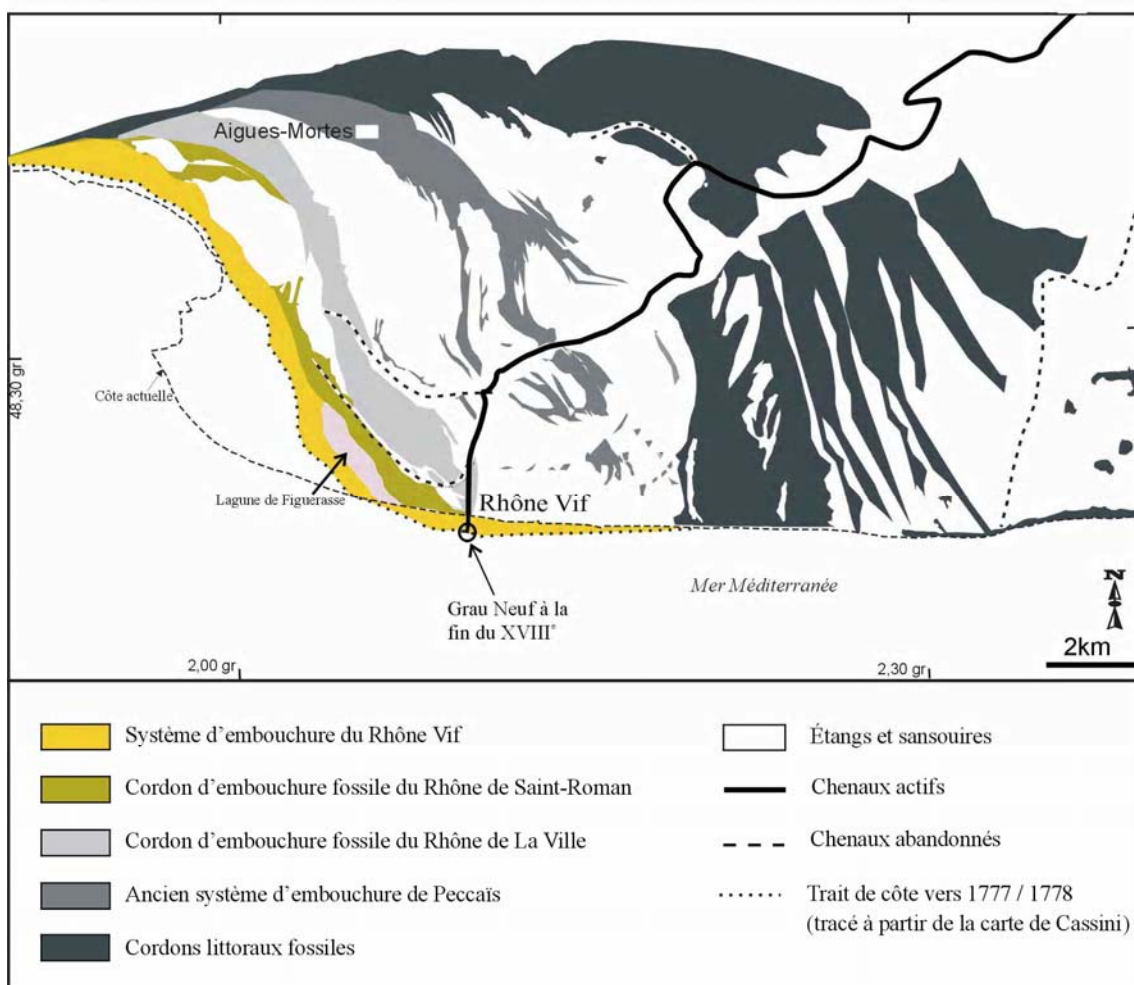 Aigues-Mortes
48,30 gr
Côte actuelle
Lagune de Figuerasse
Rhône Vif
Grau Neuf à la
fin du XVIII°
Mer Méditerranée
N
2km
2,00 gr
2,30 gr
Système d’embouchure du Rhône Vif
Cordon d’embouchure fossile du Rhône de Saint-Roman
Cordon d’embouchure fossile du Rhône de La Ville
Ancien système d’embouchure de Peccaïs
Cordons littoraux fossiles
Étangs et sansouires
Chenaux actifs
Chenaux abandonnés
Trait de côte vers 1777 / 1778
(tracé à partir de la carte de Cassini)